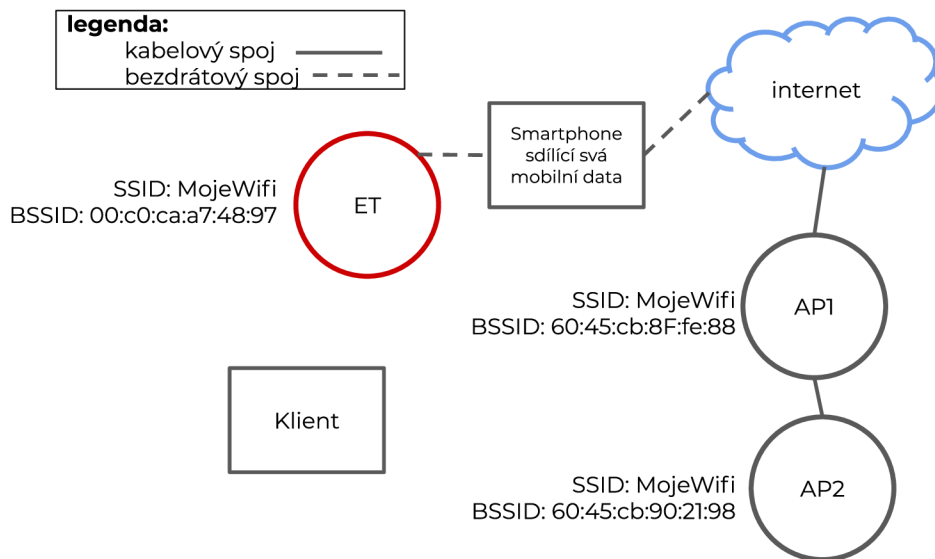 legenda:
kabelový spoj
bezdrátový spoj
internet
Smartphone
sdílící svá
mobilní data
SSID: MojeWifi
BSSID: 00:c0:ca:a7:48:97
ET
SSID: MojeWifi
BSSID: 60:45:cb:8F:fe:88
AP1
Klient
SSID: MojeWifi
BSSID: 60:45:cb:90:21:98
AP2